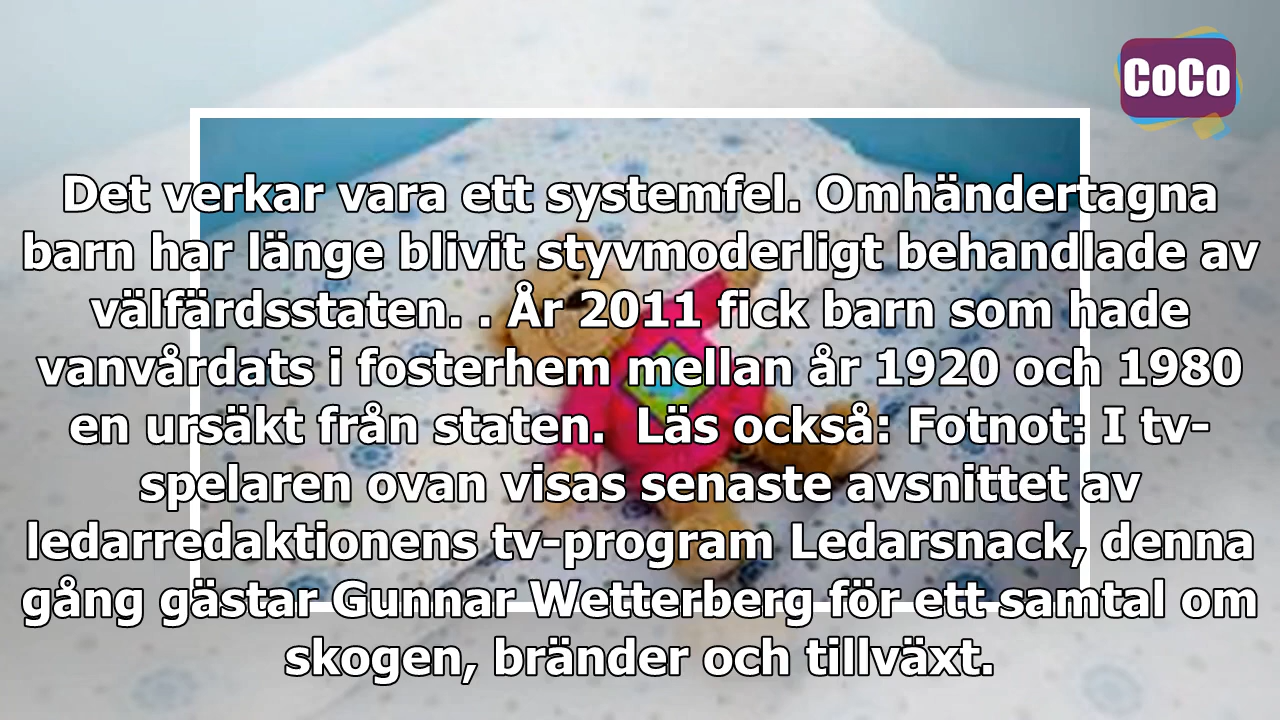 CoCo
Det verkar vara ett systemfel. Omhändertagna
barn har länge blivit styvmoderligt behandlade av
välfärdsstaten. . År 2011 fick barn som hade
vanvårdats i fosterhem mellan år 1920 och 1980
en ursäkt från staten.  Läs också: Fotnot: I tv-
spelaren ovan visas senaste avsnittet av
ledarredaktionens tv-program Ledarsnack, denna
gång gästar Gunnar Wetterberg för ett samtal om
skogen, bränder och tillväxt.